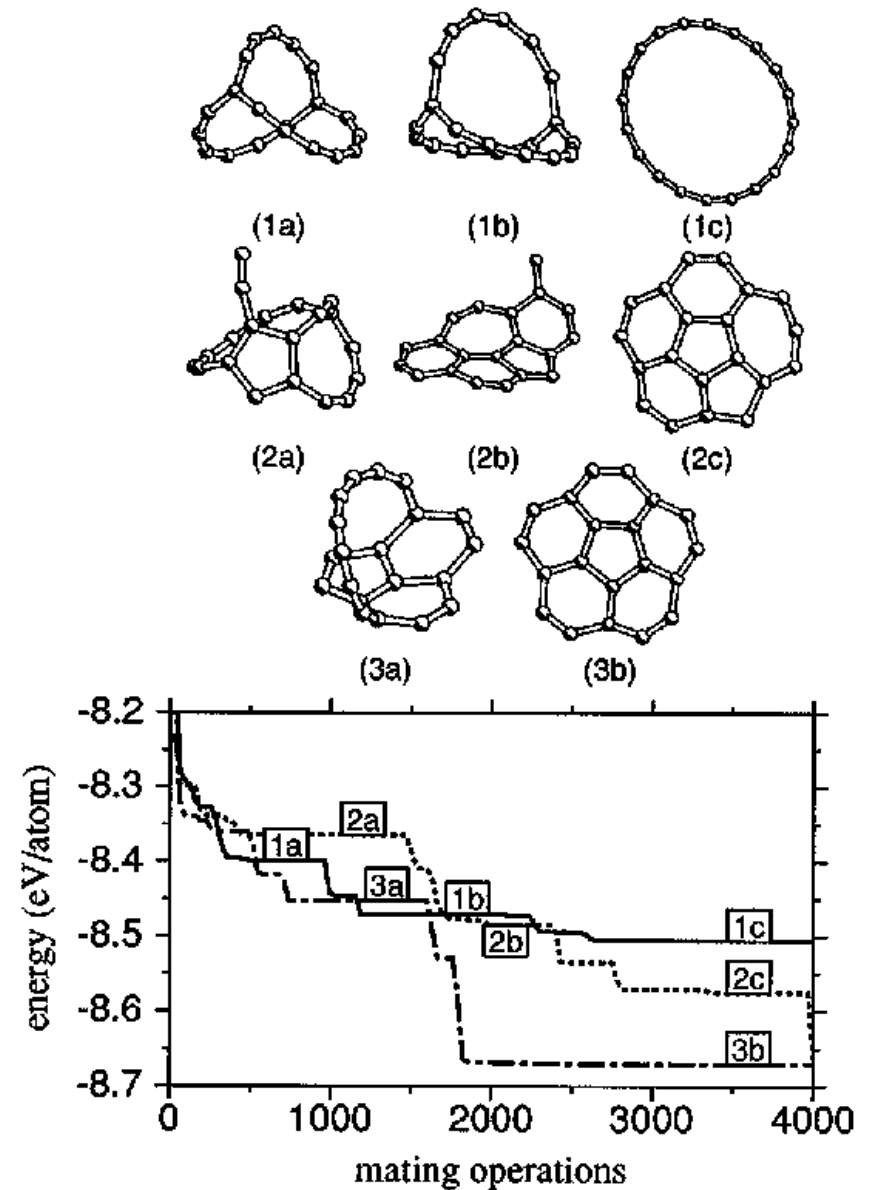 (1a) (1b) (1c)
(2a) (2b) (2c)
(3a) (3b)
-8.2
-8.3
-8.4
-8.5
-8.6
-8.7
energy (eV/atom)
2a
1a
3a
1b
2b
1c
2c
3b
0 1000 2000 3000 4000
mating operations